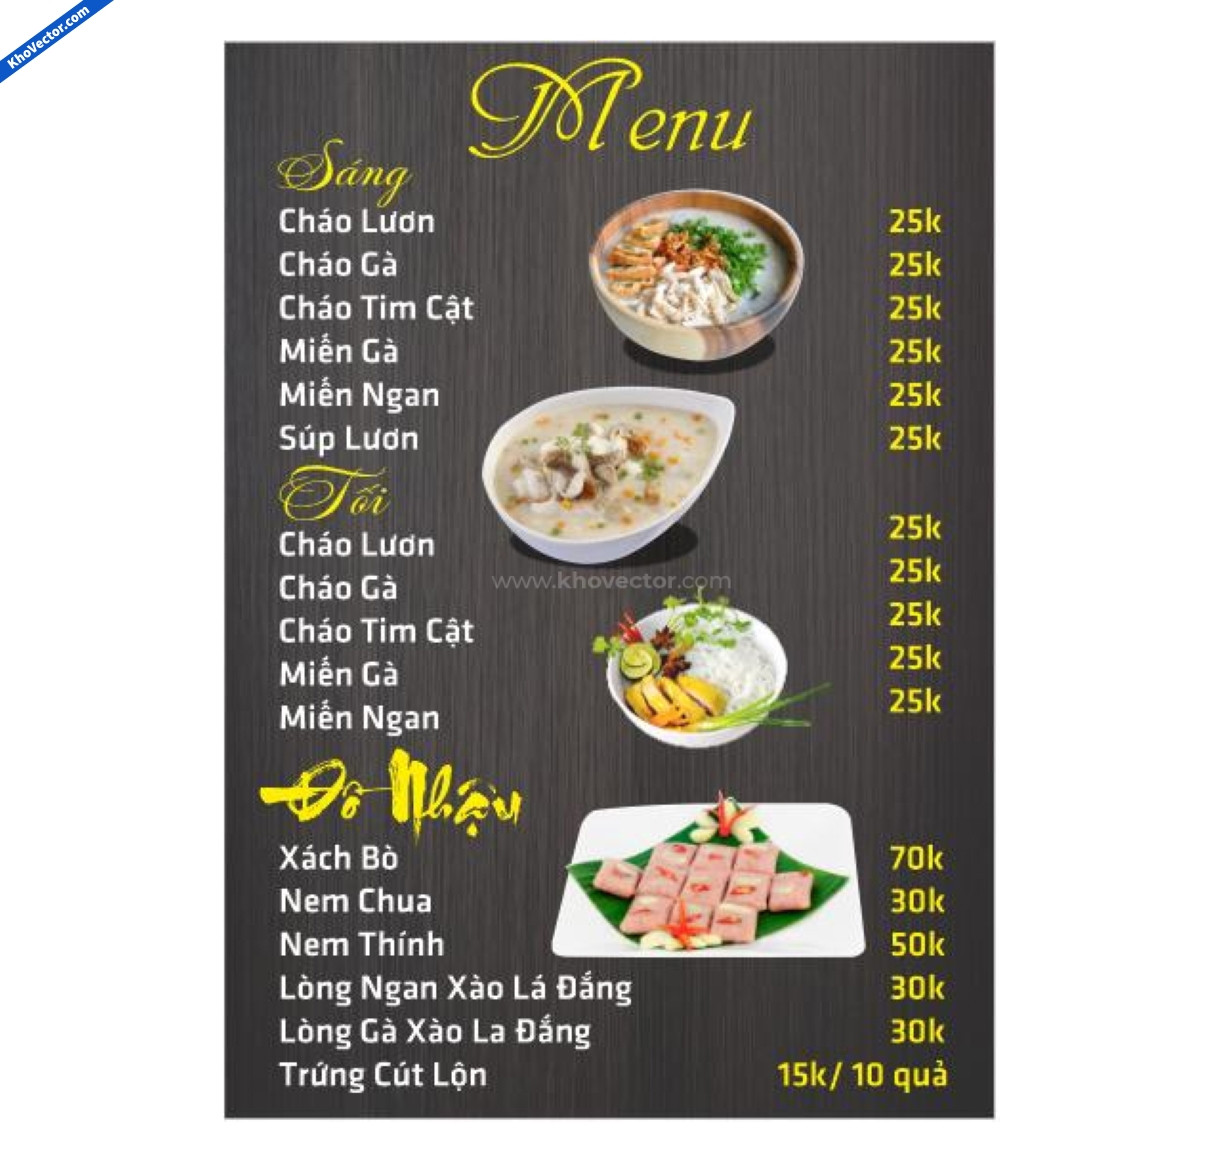 KhoVector.com
Menu
Sáng
Cháo Lươn 25k
Cháo Gà 25k
Cháo Tim Cật 25k
Miến Gà 25k
Miến Ngan 25k
Súp Lươn 25k
Tối
Cháo Lươn 25k
Cháo Gà 25k
Cháo Tim Cật 25k
Miến Gà 25k
Miến Ngan 25k
www.khovector.com
Đồ Nhậu
Xách Bò 70k
Nem Chua 30k
Nem Thính 50k
Lòng Ngan Xào Lá Đắng 30k
Lòng Gà Xào La Đắng 30k
Trứng Cút Lộn 15k/ 10 quả